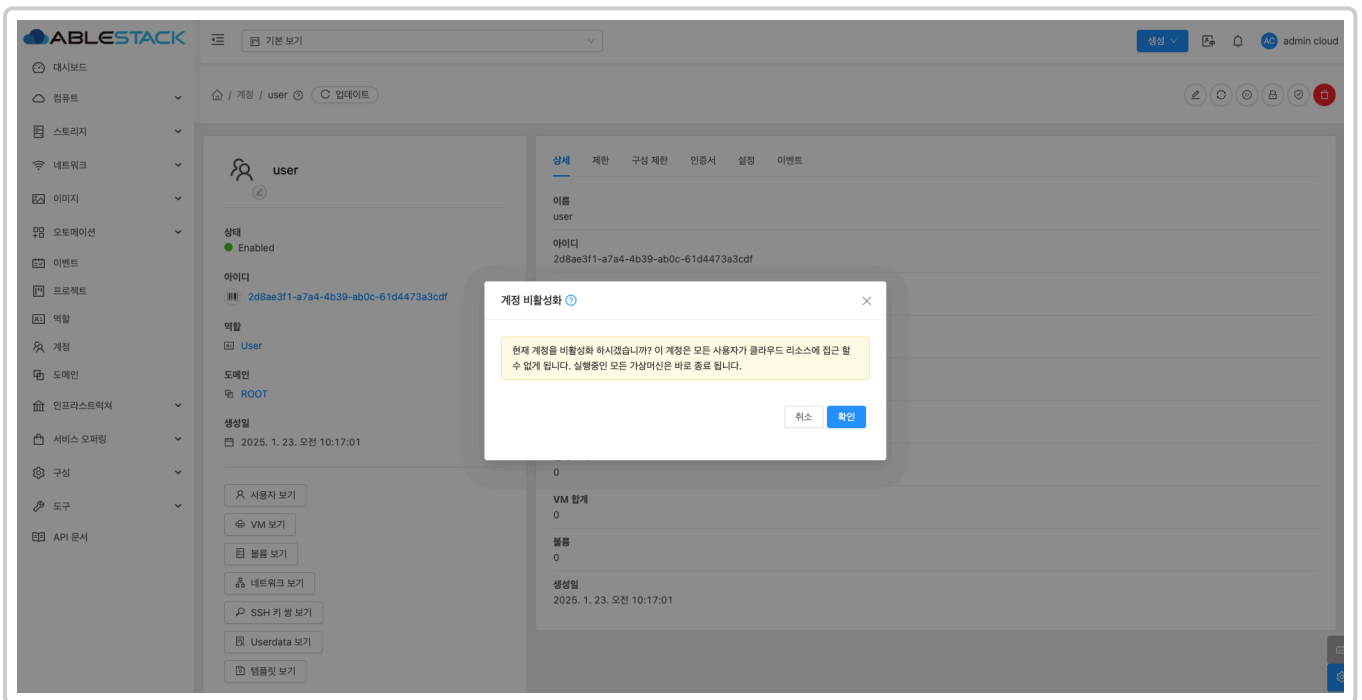 ABLESTACK
기본 보기
생성
AC admin cloud
대시보드
컴퓨트
스토리지
네트워크
이미지
오토메이션
이벤트
프로젝트
역할
계정
도메인
인프라스트럭쳐
서비스 오퍼링
구성
도구
API 문서
/ 계정 / user
업데이트
user
상태
Enabled
아이디
2d8ae3f1-a7a4-4b39-ab0c-61d4473a3cdf
역할
User
도메인
ROOT
생성일
2025. 1. 23. 오전 10:17:01
사용자 보기
VM 보기
볼륨 보기
네트워크 보기
SSH 키 쌍 보기
Userdata 보기
템플릿 보기
상세 제한 구성 제한 인증서 설정 이벤트
이름
user
아이디
2d8ae3f1-a7a4-4b39-ab0c-61d4473a3cdf
계정 비활성화
현재 계정을 비활성화 하시겠습니까? 이 계정은 모든 사용자가 클라우드 리소스에 접근 할
수 없게 됩니다. 실행중인 모든 가상머신은 바로 종료 됩니다.
취소 확인
0
VM 합계
0
볼륨
0
생성일
2025. 1. 23. 오전 10:17:01